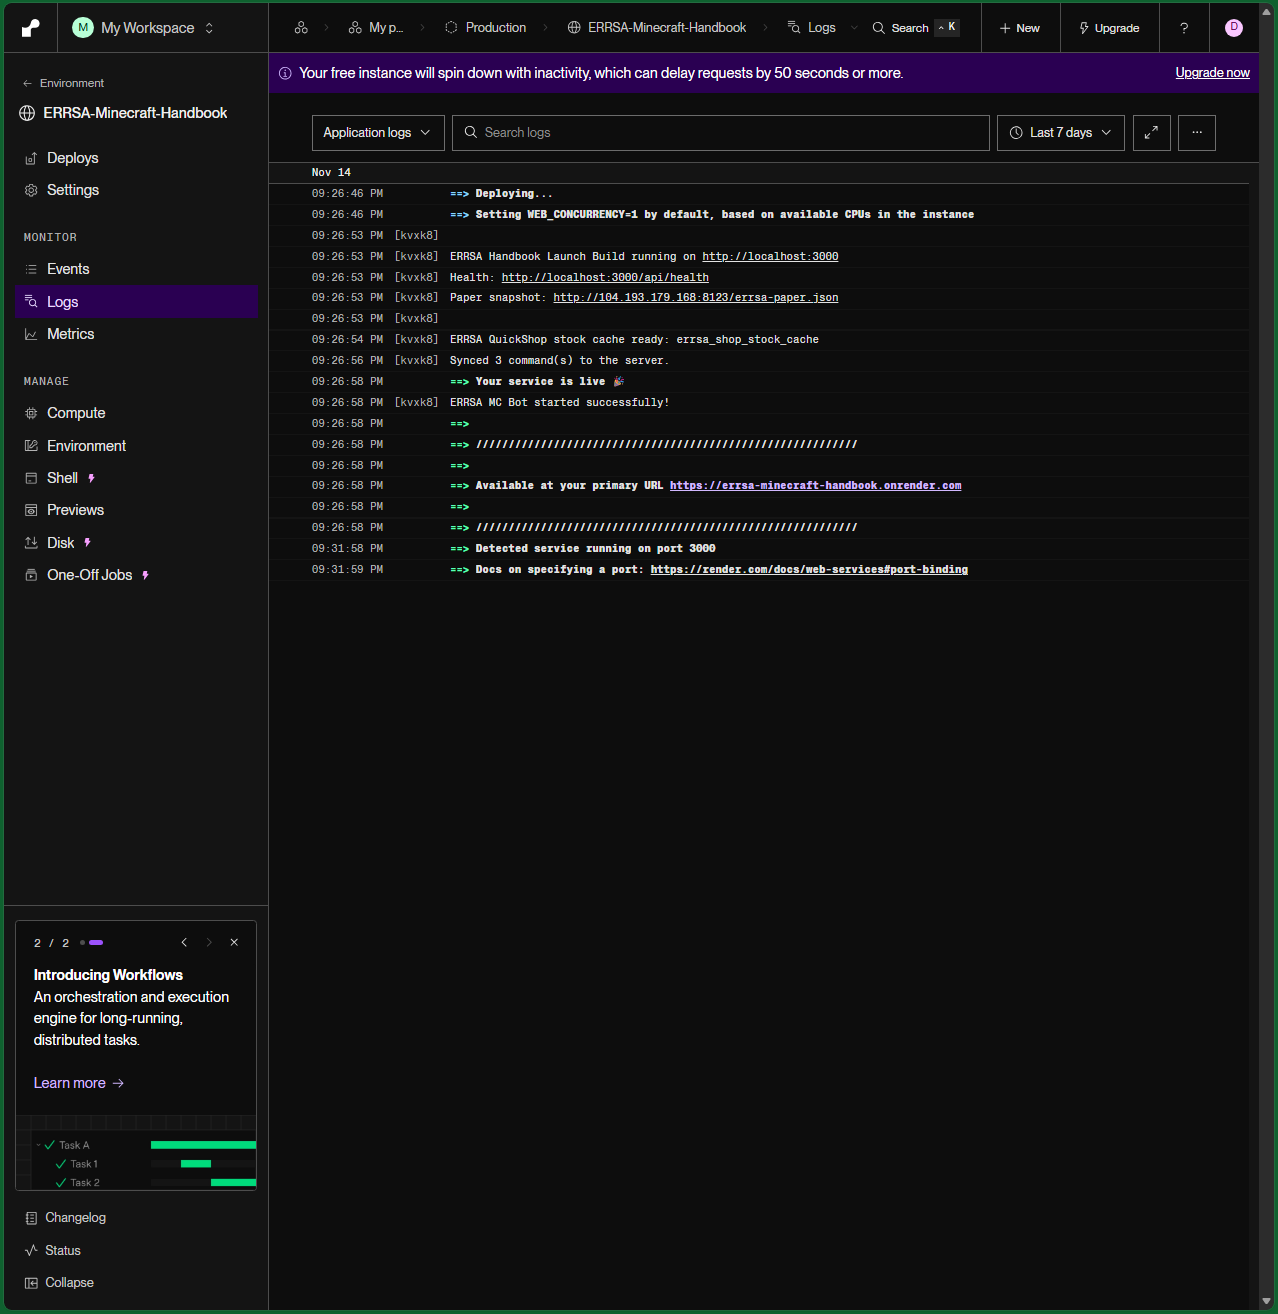 M My Workspace
My p...
Production
ERRSA-Minecraft-Handbook
Logs
Search
K
+ New
Upgrade
?
D
Your free instance will spin down with inactivity, which can delay requests by 50 seconds or more.
Upgrade now
← Environment
ERRSA-Minecraft-Handbook
Deploys
Settings
MONITOR
Events
Logs
Metrics
MANAGE
Compute
Environment
Shell
Previews
Disk
One-Off Jobs
Application logs
Search logs
Last 7 days
...
Nov 14
09:26:46 PM ==> Deploying...
09:26:46 PM ==> Setting WEB_CONCURRENCY=1 by default, based on available CPUs in the instance
09:26:53 PM [kvxk8]
09:26:53 PM [kvxk8] ERRSA Handbook Launch Build running on http://localhost:3000
09:26:53 PM [kvxk8] Health: http://localhost:3000/api/health
09:26:53 PM [kvxk8] Paper snapshot: http://104.193.179.168:8123/errsa-paper.json
09:26:53 PM [kvxk8]
09:26:54 PM [kvxk8] ERRSA QuickShop stock cache ready: errsa_shop_stock_cache
09:26:56 PM [kvxk8] Synced 3 command(s) to the server.
09:26:58 PM ==> Your service is live 🎉
09:26:58 PM [kvxk8] ERRSA MC Bot started successfully!
09:26:58 PM ==>
09:26:58 PM ==> ///////////////////////////////////////////////////////////
09:26:58 PM ==>
09:26:58 PM ==> Available at your primary URL https://errsa-minecraft-handbook.onrender.com
09:26:58 PM ==>
09:26:58 PM ==> ///////////////////////////////////////////////////////////
09:31:58 PM ==> Detected service running on port 3000
09:31:59 PM ==> Docs on specifying a port: https://render.com/docs/web-services#port-binding
2 / 2
Introducing Workflows
An orchestration and execution
engine for long-running,
distributed tasks.
Learn more →
Task A
Task 1
Task 2
Changelog
Status
Collapse